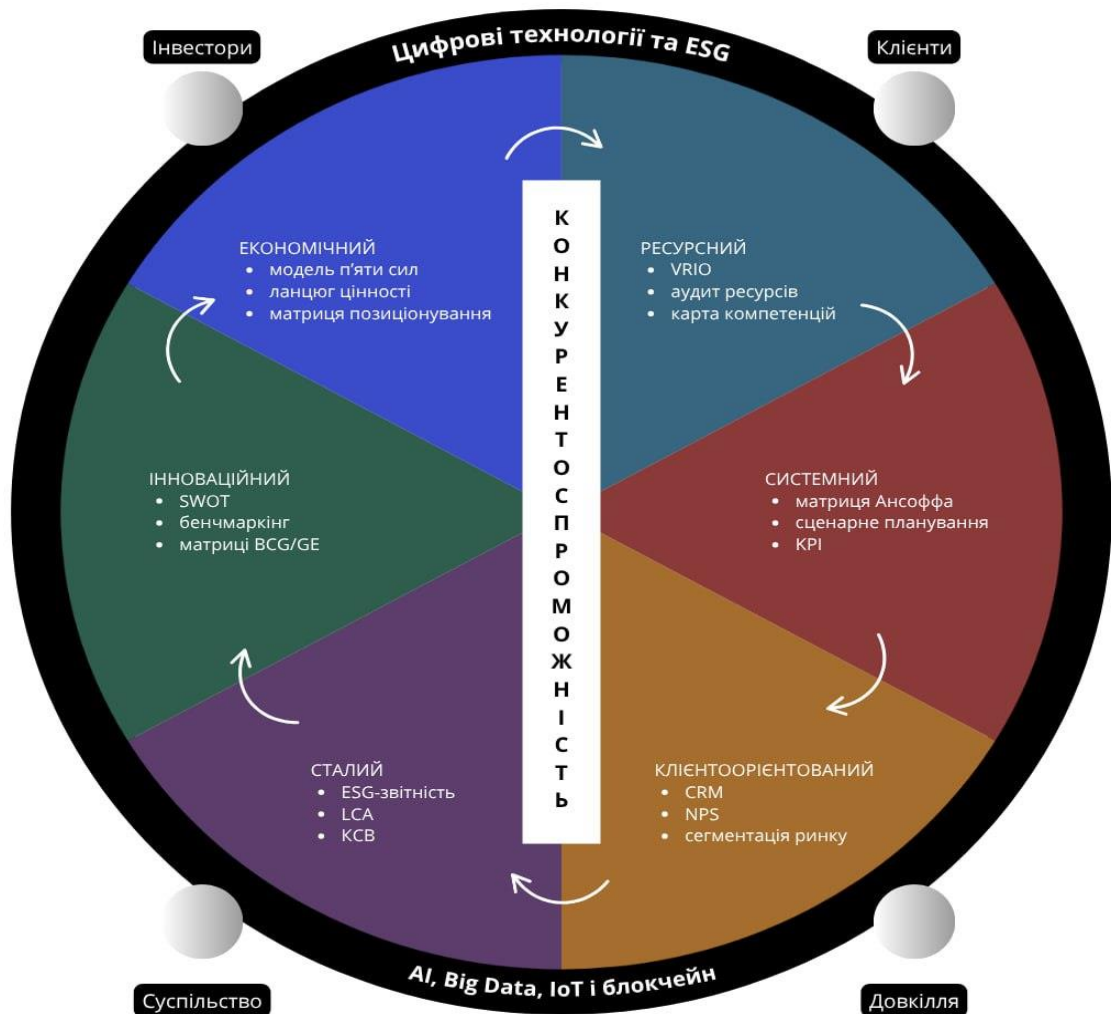 Інвестори
Клієнти
Цифрові технології та ESG
ЕКОНОМІЧНИЙ
• модель п'яти сил
• ланцюг цінності
• матриця позиціонування
РЕСУРСНИЙ
• VRIO
• аудит ресурсів
• карта компетенцій
КОНКУРЕНТОСПРОМОЖНІСТЬ
ІННОВАЦІЙНИЙ
• SWOT
• бенчмаркінг
• матриці BCG/GE
СИСТЕМНИЙ
• матриця Ансоффа
• сценарне планування
• KPI
СТАЛИЙ
• ESG-звітність
• LCA
• КСВ
КЛІЄНТООРІЄНТОВАНИЙ
• CRM
• NPS
• сегментація ринку
AI, Big Data, IoT і блокчейн
Суспільство
Довкілля